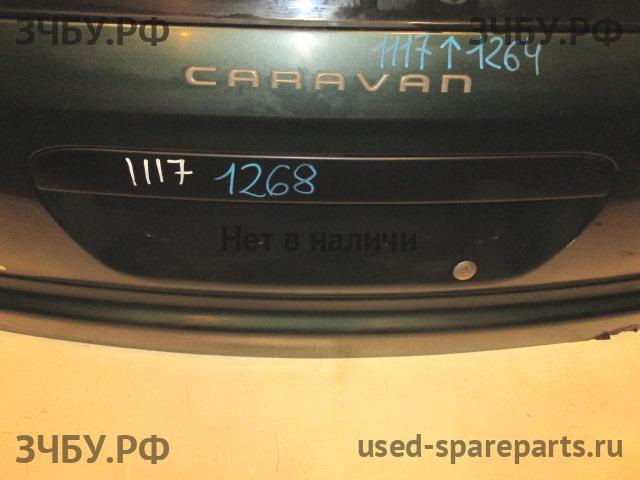 ЗЧБУ.РФ ЗЧБУ.РФ
1117 ↑ 1264
CARAVAN
1117 1268
Нет в наличи
ЗЧБУ.РФ used-spareparts.ru